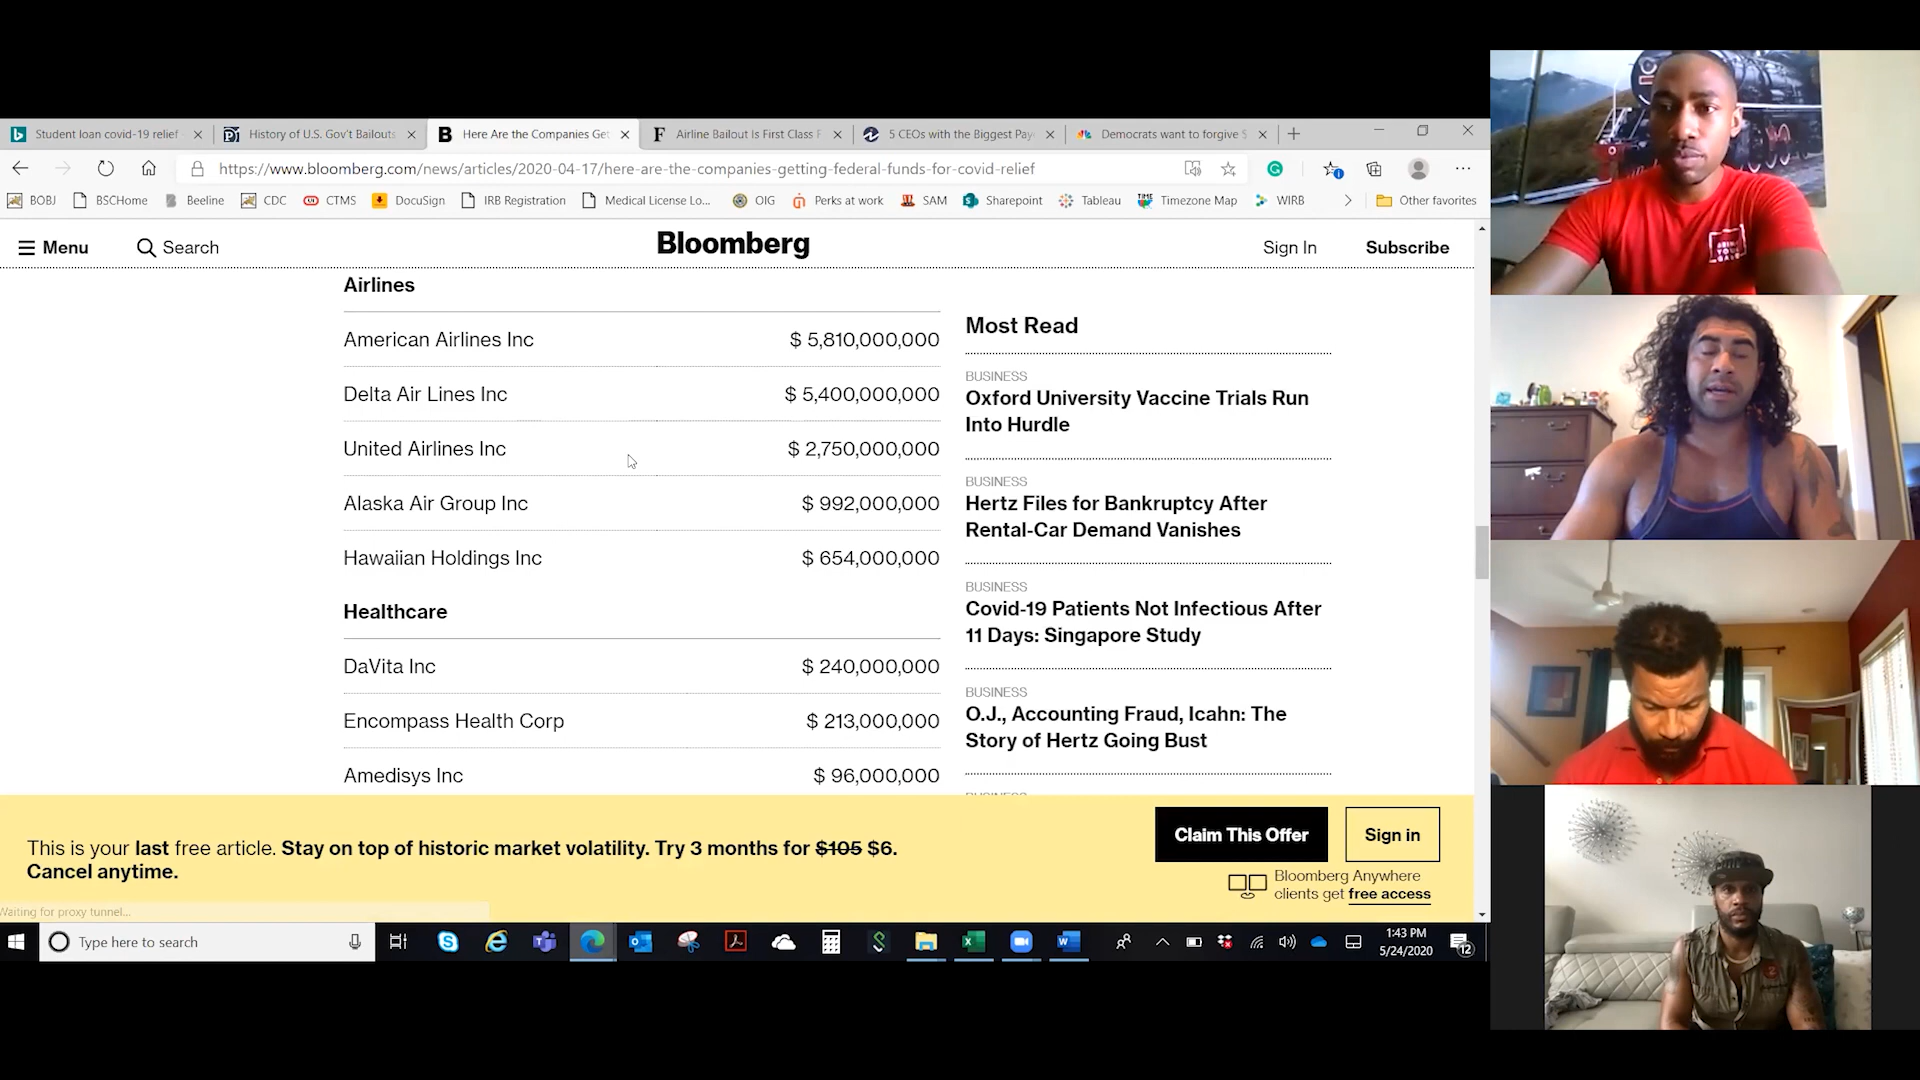 Student loan covid-19 relief
History of U.S. Gov't Bailouts
Here Are the Companies Get
Airline Bailout is First Class F
5 CEOs with the Biggest Pay
Democrats want to forgive $
https://www.bloomberg.com/news/articles/2020-04-17/here-are-the-companies-getting-federal-funds-for-covid-relief
BOBJ
BSCHome
Beeline
CDC
CTMS
DocuSign
IRB Registration
Medical License Lo...
OIG
Perks at work
SAM
Sharepoint
Tableau
Timezone Map
WIRB
Other favorites
Menu
Search
Bloomberg
Sign In
Subscribe
Airlines
American Airlines Inc $ 5,810,000,000
Delta Air Lines Inc $ 5,400,000,000
United Airlines Inc $ 2,750,000,000
Alaska Air Group Inc $ 992,000,000
Hawaiian Holdings Inc $ 654,000,000
Healthcare
DaVita Inc $ 240,000,000
Encompass Health Corp $ 213,000,000
Amedisys Inc $ 96,000,000
Most Read
BUSINESS
Oxford University Vaccine Trials Run
Into Hurdle
BUSINESS
Hertz Files for Bankruptcy After
Rental-Car Demand Vanishes
BUSINESS
Covid-19 Patients Not Infectious After
11 Days: Singapore Study
BUSINESS
O.J., Accounting Fraud, Icahn: The
Story of Hertz Going Bust
This is your last free article. Stay on top of historic market volatility. Try 3 months for $105 $6.
Cancel anytime.
Claim This Offer
Sign in
Bloomberg Anywhere
clients get free access
Waiting for proxy tunnel...
Type here to search
1:43 PM
5/24/2020
12